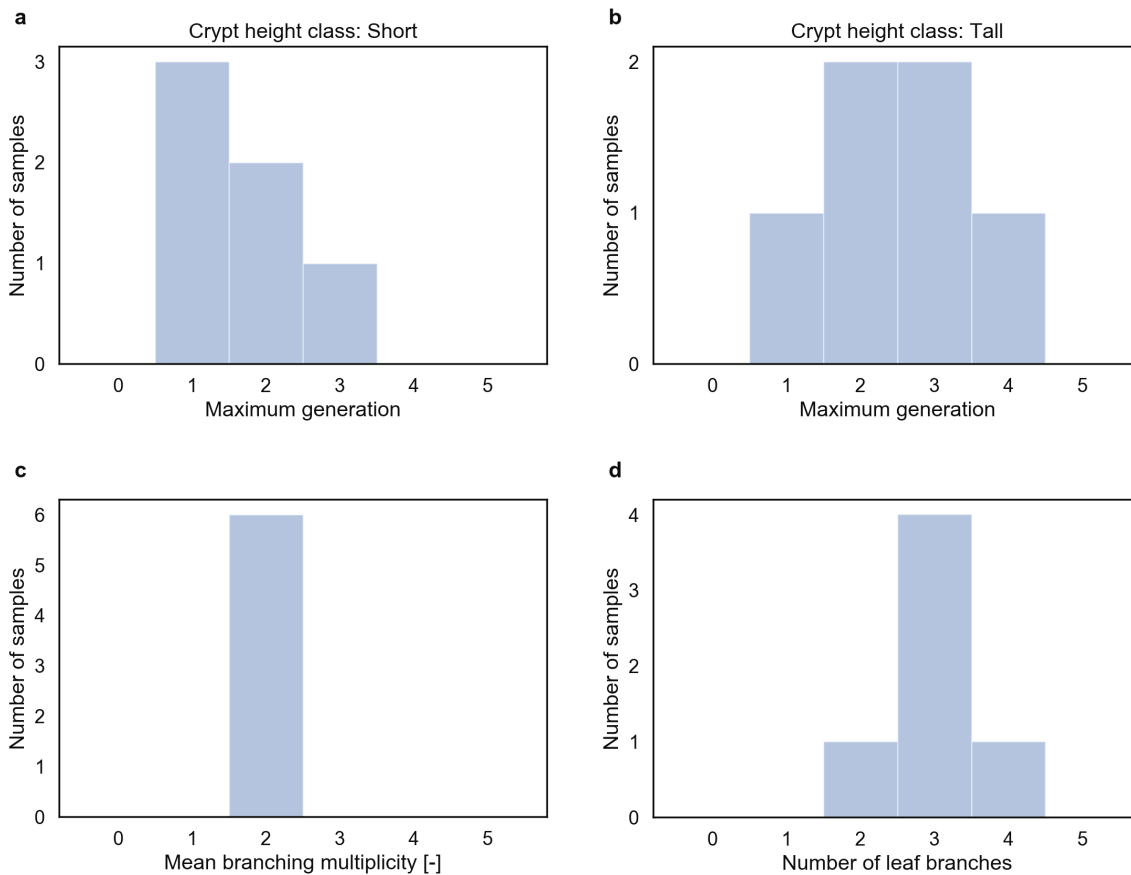 a
Crypt height class: Short
Number of samples
3
2
1
0
0 1 2 3 4 5
Maximum generation
b
Crypt height class: Tall
Number of samples
2
1
0
0 1 2 3 4 5
Maximum generation
c
Number of samples
6
5
4
3
2
1
0
0 1 2 3 4 5
Mean branching multiplicity [-]
d
Number of samples
4
3
2
1
0
0 1 2 3 4 5
Number of leaf branches